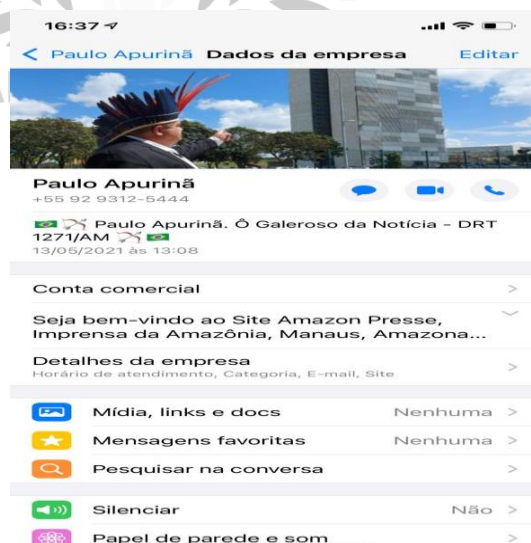 16:37
Paulo Apurinã Dados da empresa Editar
Paulo Apurinã
+55 92 9312-5444
Paulo Apurinã. Ô Galeroso da Notícia - DRT
1271/AM
13/05/2021 às 13:08
Conta comercial
Seja bem-vindo ao Site Amazon Presse,
Imprensa da Amazônia, Manaus, Amazona...
Detalhes da empresa
Horário de atendimento, Categoria, E-mail, Site
Mídia, links e docs Nenhuma
Mensagens favoritas Nenhuma
Pesquisar na conversa
Silenciar Não
Papel de parede e som